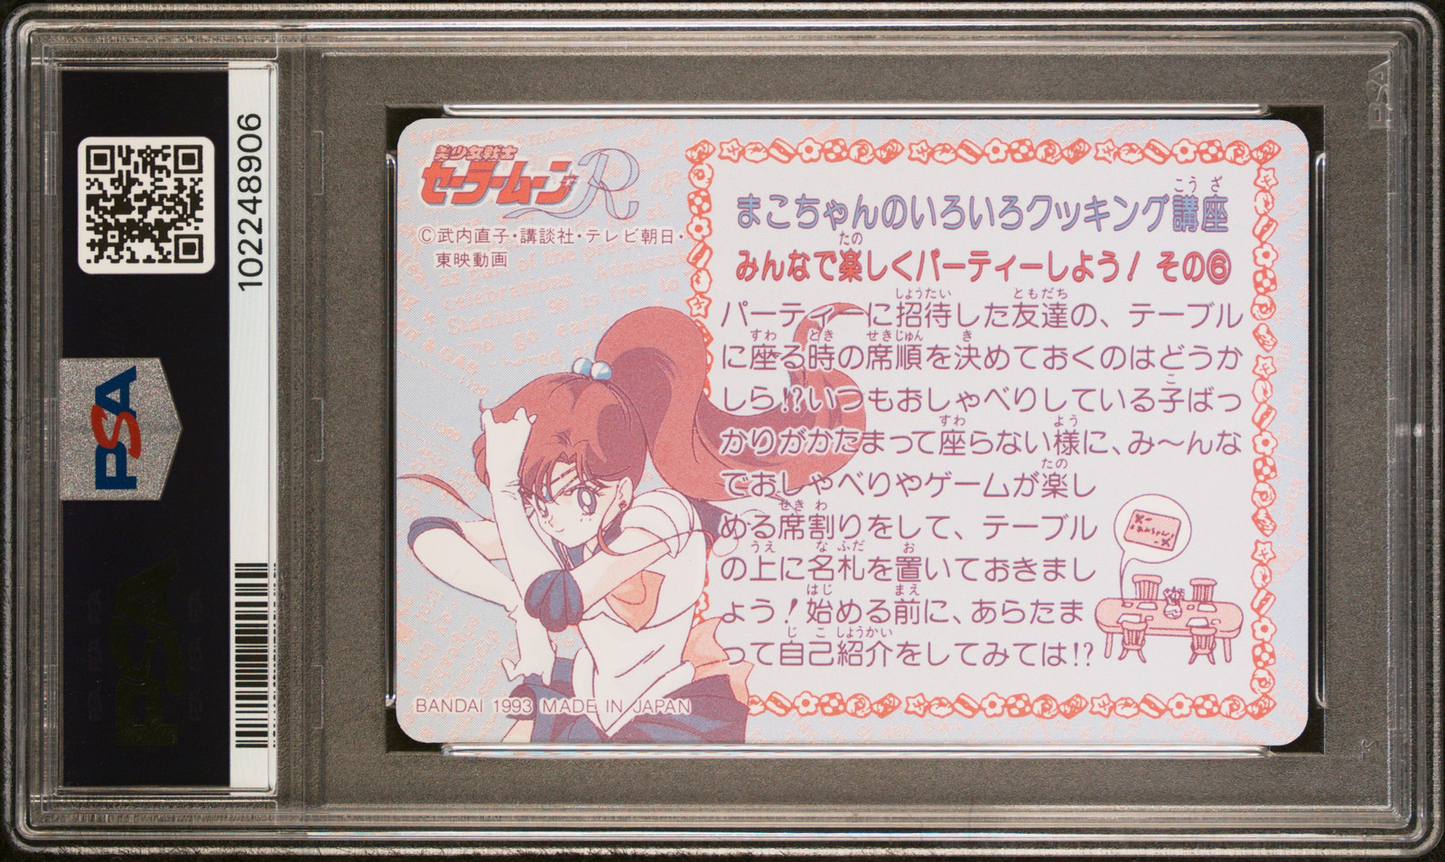 102248906
PSA
美少女戦士
セーラームーンR
©武内直子・講談社・テレビ朝日・
東映動画
まこちゃんのいろいろクッキング講座
みんなで楽しくパーティーしよう! その⑥
パーティーに招待した友達の、テーブル
に座る時の席順を決めておくのはどうか
しら!?いつもおしゃべりしている子ばっ
かりがかたまって座らない様に、み〜んな
でおしゃべりやゲームが楽し
める席割りをして、テーブル
の上に名札を置いておきまし
ょう!始める前に、あらたま
って自己紹介をしてみては!?
BANDAI 1993 MADE IN JAPAN